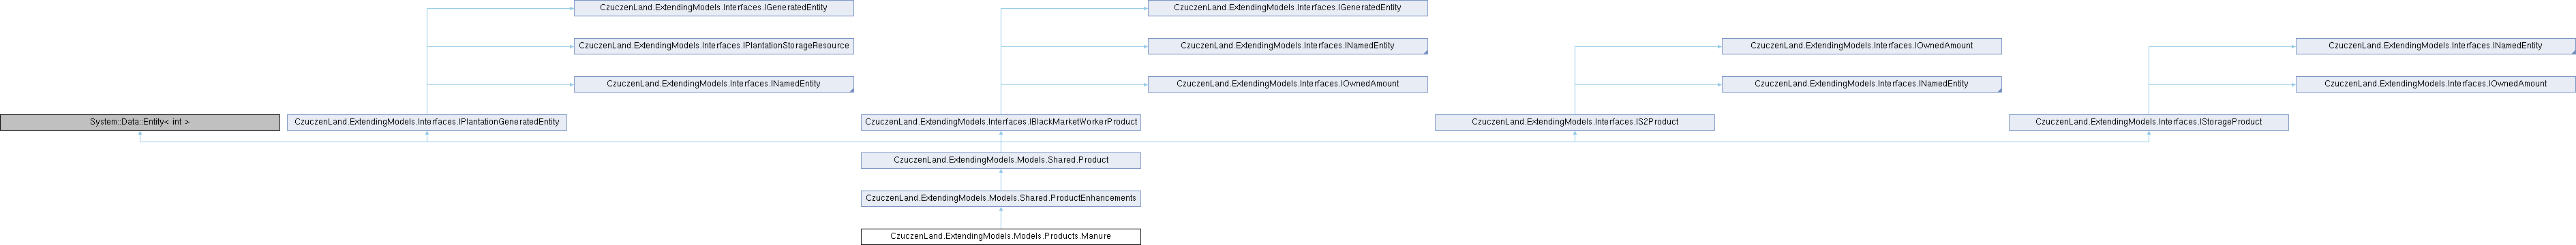 CzuczenLand.ExtendingModels.Interfaces.IGeneratedEntity
CzuczenLand.ExtendingModels.Interfaces.IGeneratedEntity
CzuczenLand.ExtendingModels.Interfaces.IPlantationStorageResource
CzuczenLand.ExtendingModels.Interfaces.INamedEntity
CzuczenLand.ExtendingModels.Interfaces.IOwnedAmount
CzuczenLand.ExtendingModels.Interfaces.INamedEntity
CzuczenLand.ExtendingModels.Interfaces.INamedEntity
CzuczenLand.ExtendingModels.Interfaces.IOwnedAmount
CzuczenLand.ExtendingModels.Interfaces.INamedEntity
CzuczenLand.ExtendingModels.Interfaces.IOwnedAmount
System::Data::Entity< int >
CzuczenLand.ExtendingModels.Interfaces.IPlantationGeneratedEntity
CzuczenLand.ExtendingModels.Interfaces.IBlackMarketWorkerProduct
CzuczenLand.ExtendingModels.Interfaces.IS2Product
CzuczenLand.ExtendingModels.Interfaces.IStorageProduct
CzuczenLand.ExtendingModels.Models.Shared.Product
CzuczenLand.ExtendingModels.Models.Shared.ProductEnhancements
CzuczenLand.ExtendingModels.Models.Products.Manure